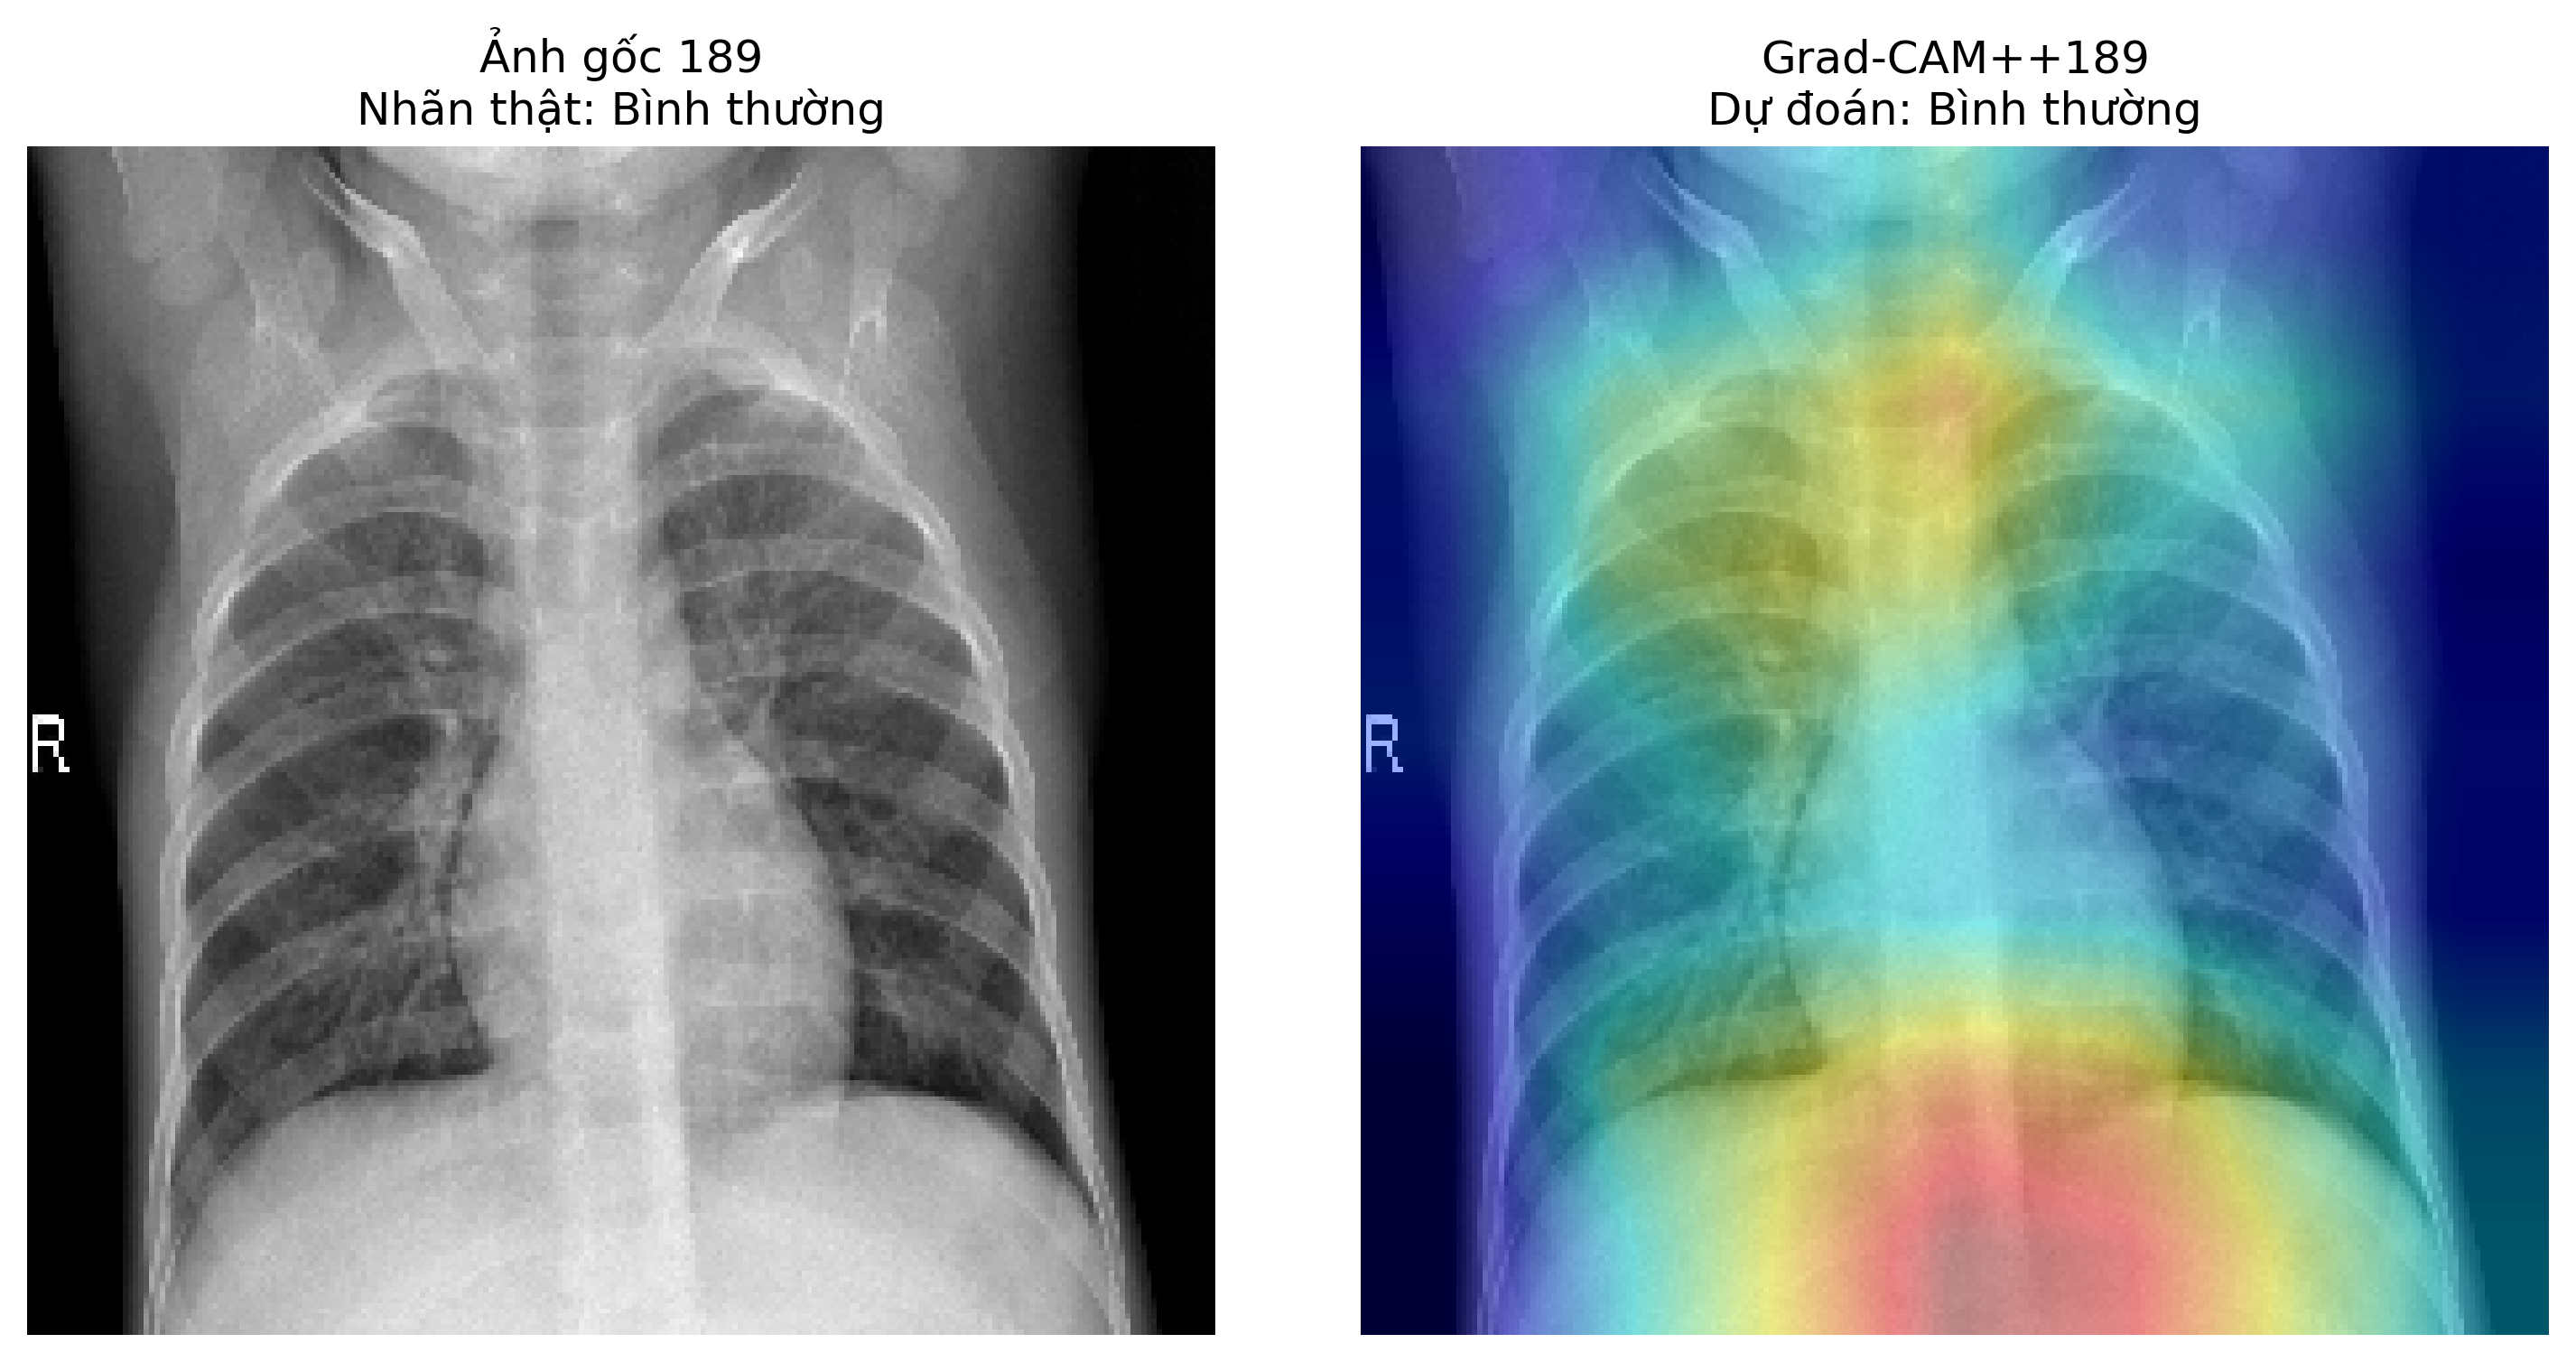 Ảnh gốc 189
Nhãn thật: Bình thường
Grad-CAM++189
Dự đoán: Bình thường
R
R